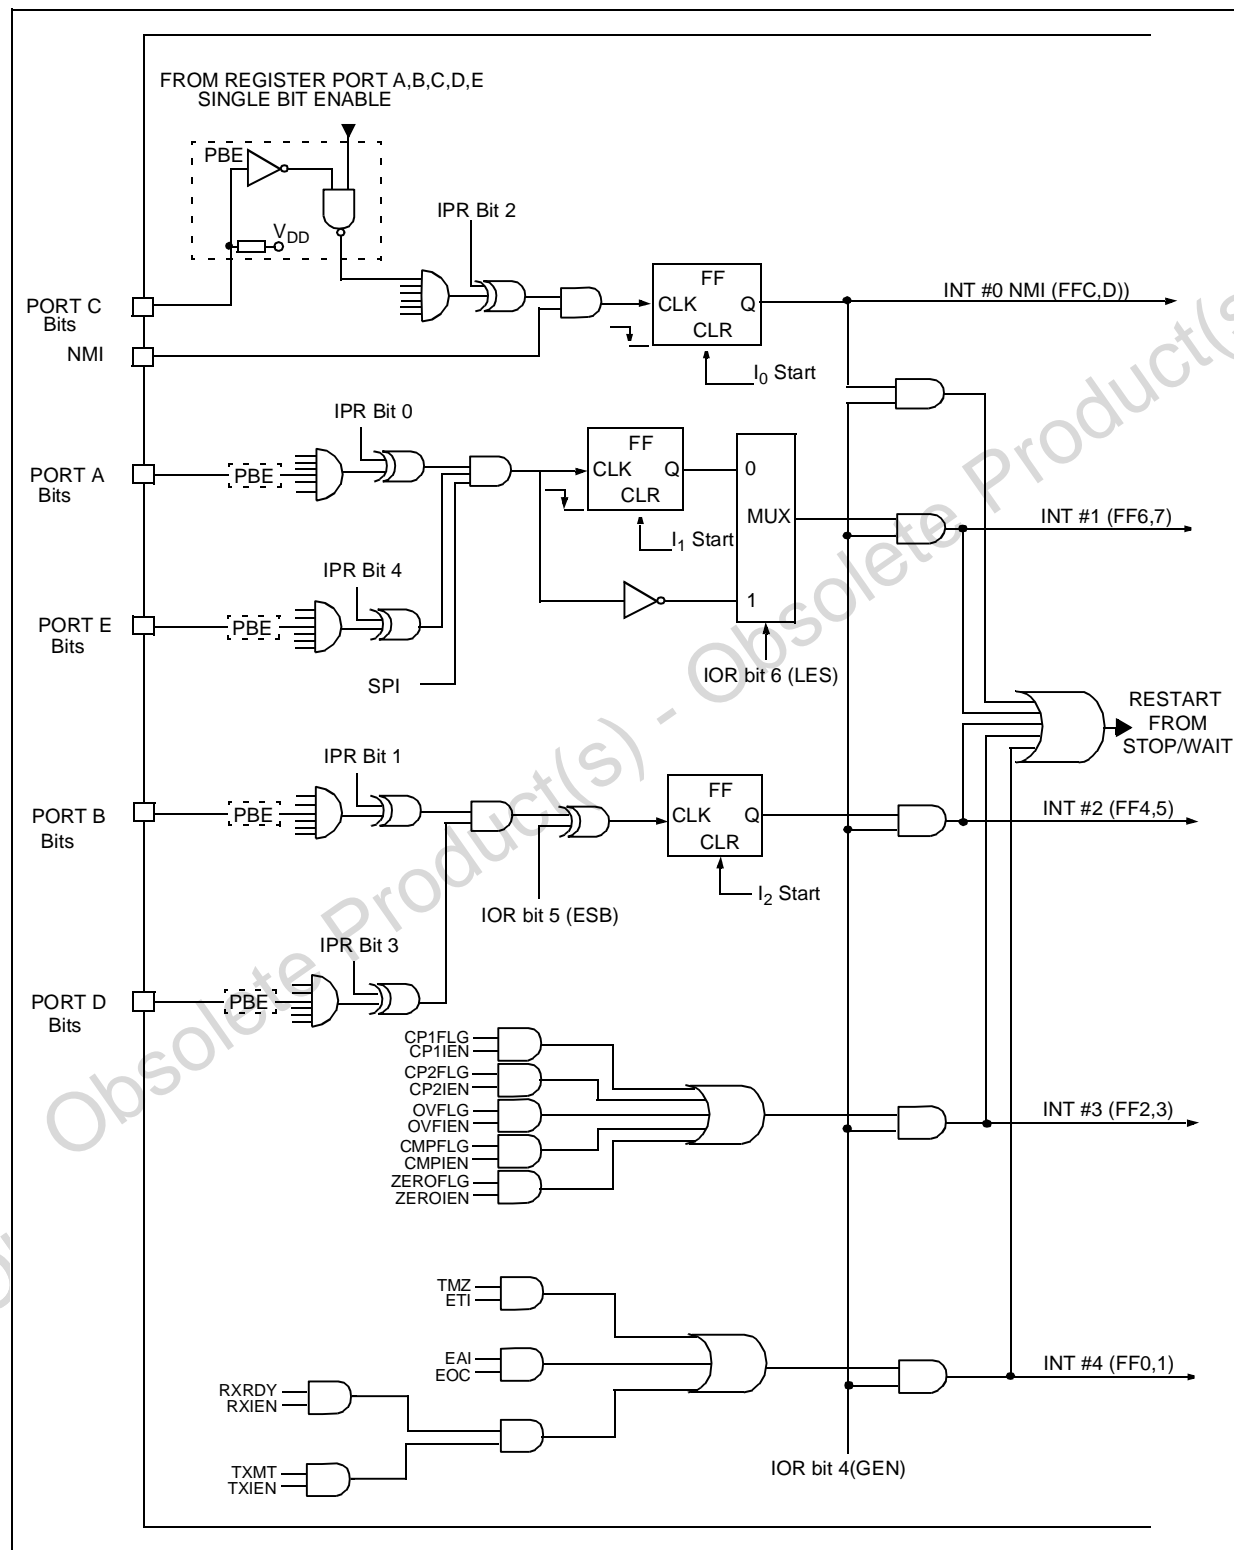 FROM REGISTER PORT A,B,C,D,E
SINGLE BIT ENABLE
PBE
VDD
IPR Bit 2
FF
CLK
Q
CLR
I0 Start
PORT C
Bits
NMI
INT #0 NMI (FFC,D))
IPR Bit 0
PORT A
Bits
PBE
FF
CLK
Q
CLR
I1 Start
0
MUX
1
INT #1 (FF6,7)
IPR Bit 4
PORT E
Bits
PBE
SPI
IOR bit 6 (LES)
RESTART
FROM
STOP/WAIT
IPR Bit 1
PORT B
Bits
PBE
FF
CLK
Q
CLR
I2 Start
INT #2 (FF4,5)
IOR bit 5 (ESB)
IPR Bit 3
PORT D
Bits
PBE
CP1FLG
CP1IEN
CP2FLG
CP2IEN
OVFLG
OVFIEN
CMPFLG
CMPIEN
ZEROFLG
ZEROIEN
INT #3 (FF2,3)
TMZ
ETI
EAI
EOC
RXRDY
RXIEN
TXMT
TXIEN
INT #4 (FF0,1)
IOR bit 4(GEN)
Obsolete Product(s) - Obsolete Product(s